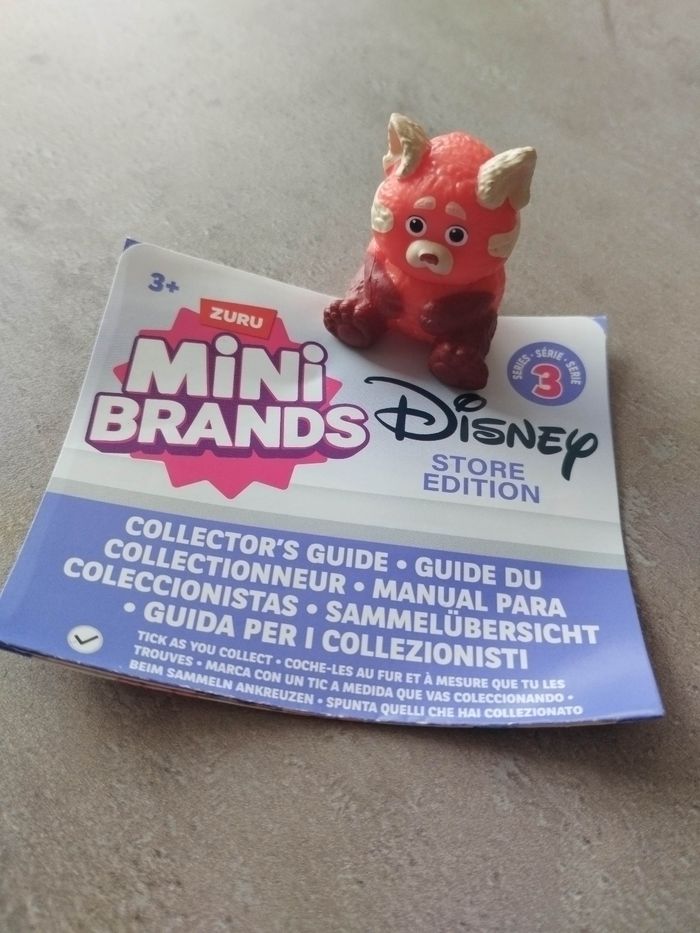 3+
ZURU
MiNi
BRANDS
SERIES · SÉRIE · SERIE
3
Disney
STORE
EDITION
COLLECTOR'S GUIDE • GUIDE DU
COLLECTIONNEUR • MANUAL PARA
COLECCIONISTAS • SAMMELÜBERSICHT
• GUIDA PER I COLLEZIONISTI
TICK AS YOU COLLECT • COCHE-LES AU FUR ET À MESURE QUE TU LES
TROUVES • MARCA CON UN TIC A MEDIDA QUE VAS COLECCIONANDO •
BEIM SAMMELN ANKREUZEN • SPUNTA QUELLI CHE HAI COLLEZIONATO